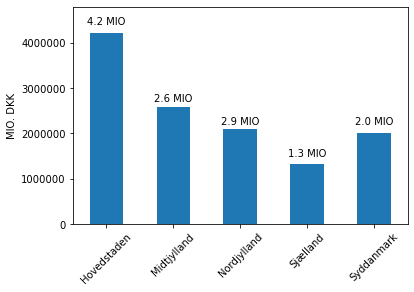 4.2 MIO
2.6 MIO
2.9 MIO
1.3 MIO
2.0 MIO
MIO. DKK
4000000
3000000
2000000
1000000
0
Hovedstaden
Midtjylland
Nordjylland
Sjælland
Syddanmark